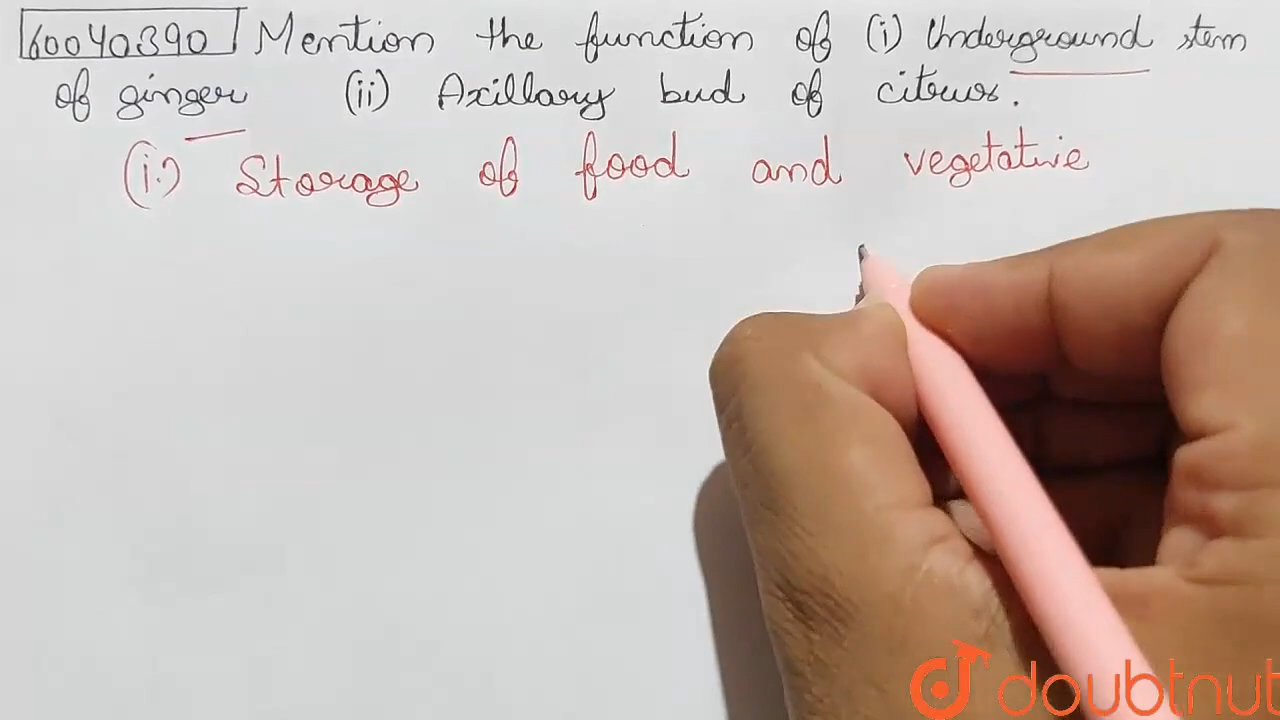 60040390 Mention the function of (i) Underground stem
of ginger (ii) Axillary bud of citrus.
(i.) Storage of food and vegetative
doubtnut